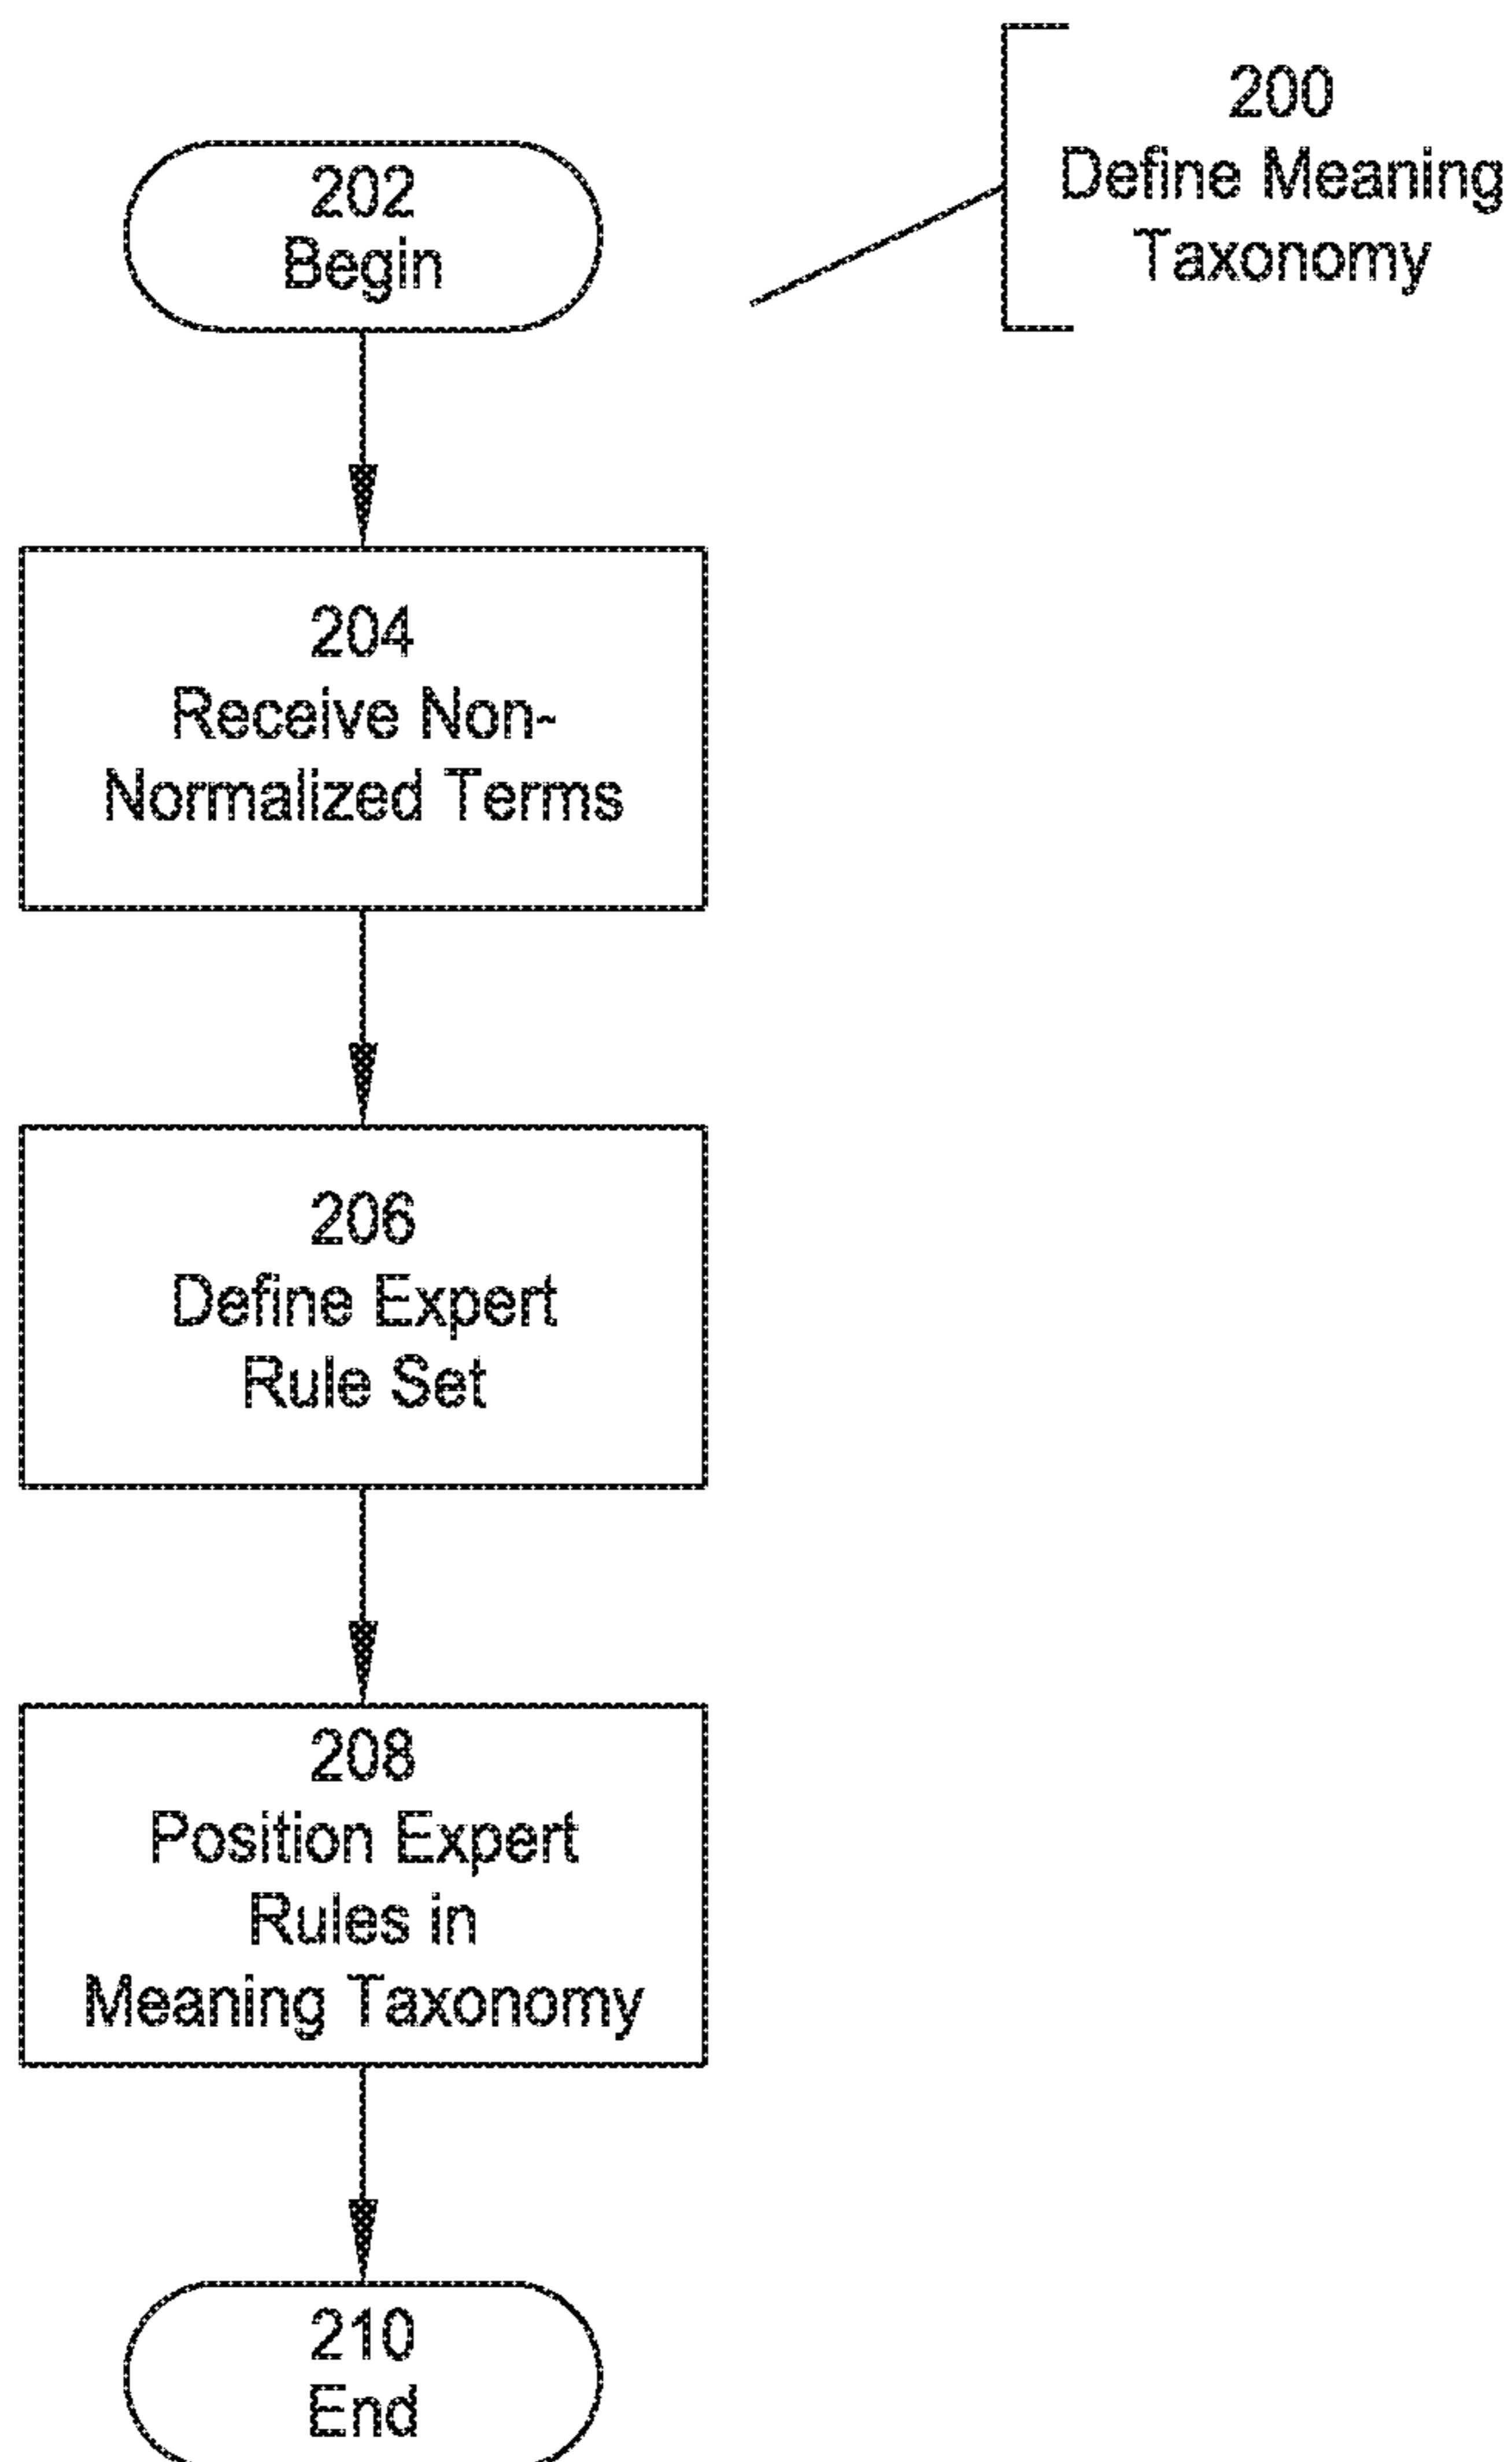 200
Define Meaning
Taxonomy
202
Begin
204
Receive Non-
Normalized Terms
206
Define Expert
Rule Set
208
Position Expert
Rules in
Meaning Taxonomy
210
End